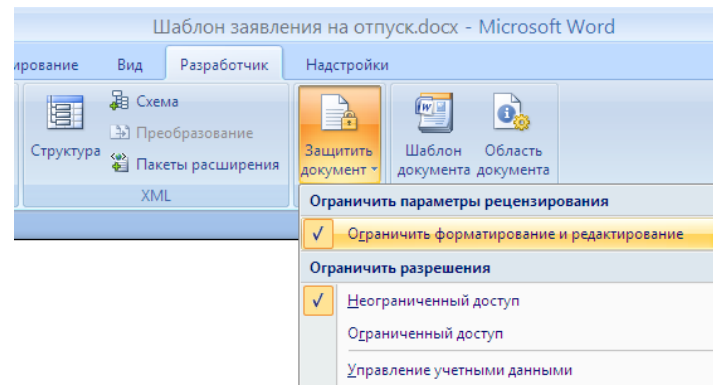 Шаблон заявления на отпуск.docx - Microsoft Word
ирование Вид Разработчик Надстройки
Структура
Схема
Преобразование
Пакеты расширения
XML
Защитить
документ
Шаблон
документа
Область
документа
Ограничить параметры рецензирования
Ограничить форматирование и редактирование
Ограничить разрешения
Неограниченный доступ
Ограниченный доступ
Управление учетными данными